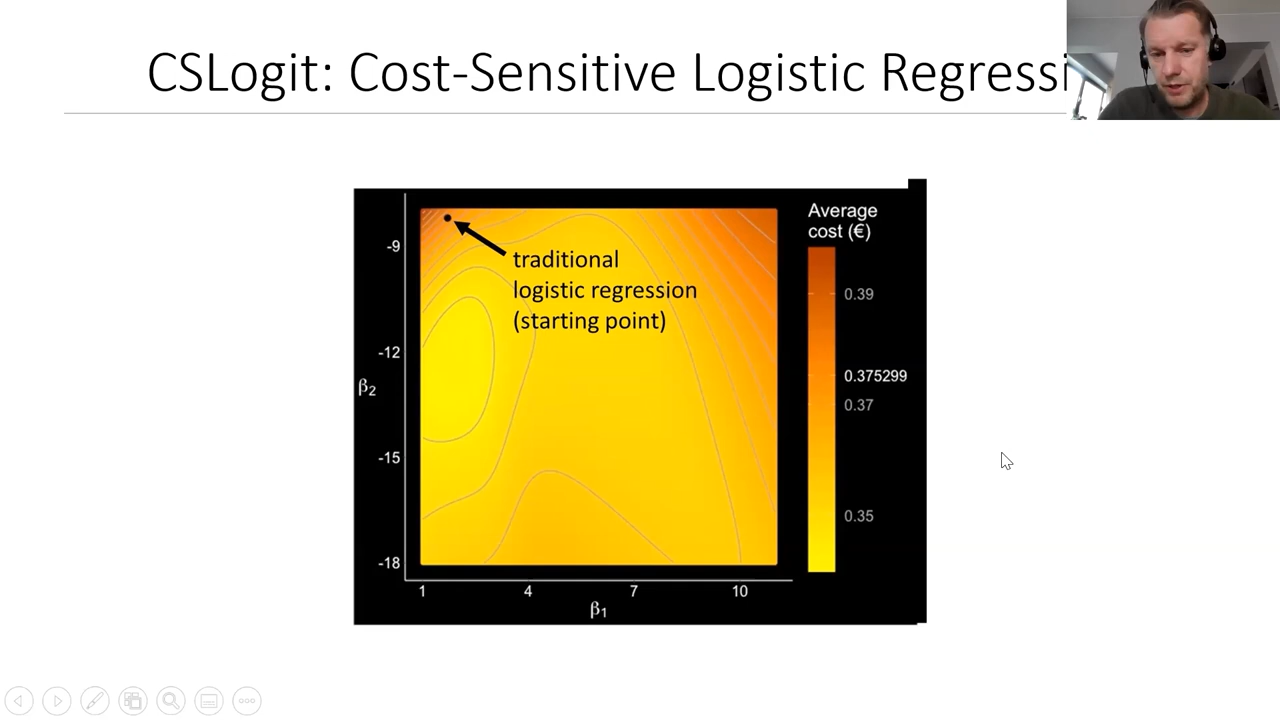 CSLogit: Cost-Sensitive Logistic Regressi
Average
cost (€)
traditional
logistic regression
(starting point)
-9
-12
-15
-18
β₂
1
4
7
10
β₁
0.39
0.375299
0.37
0.35